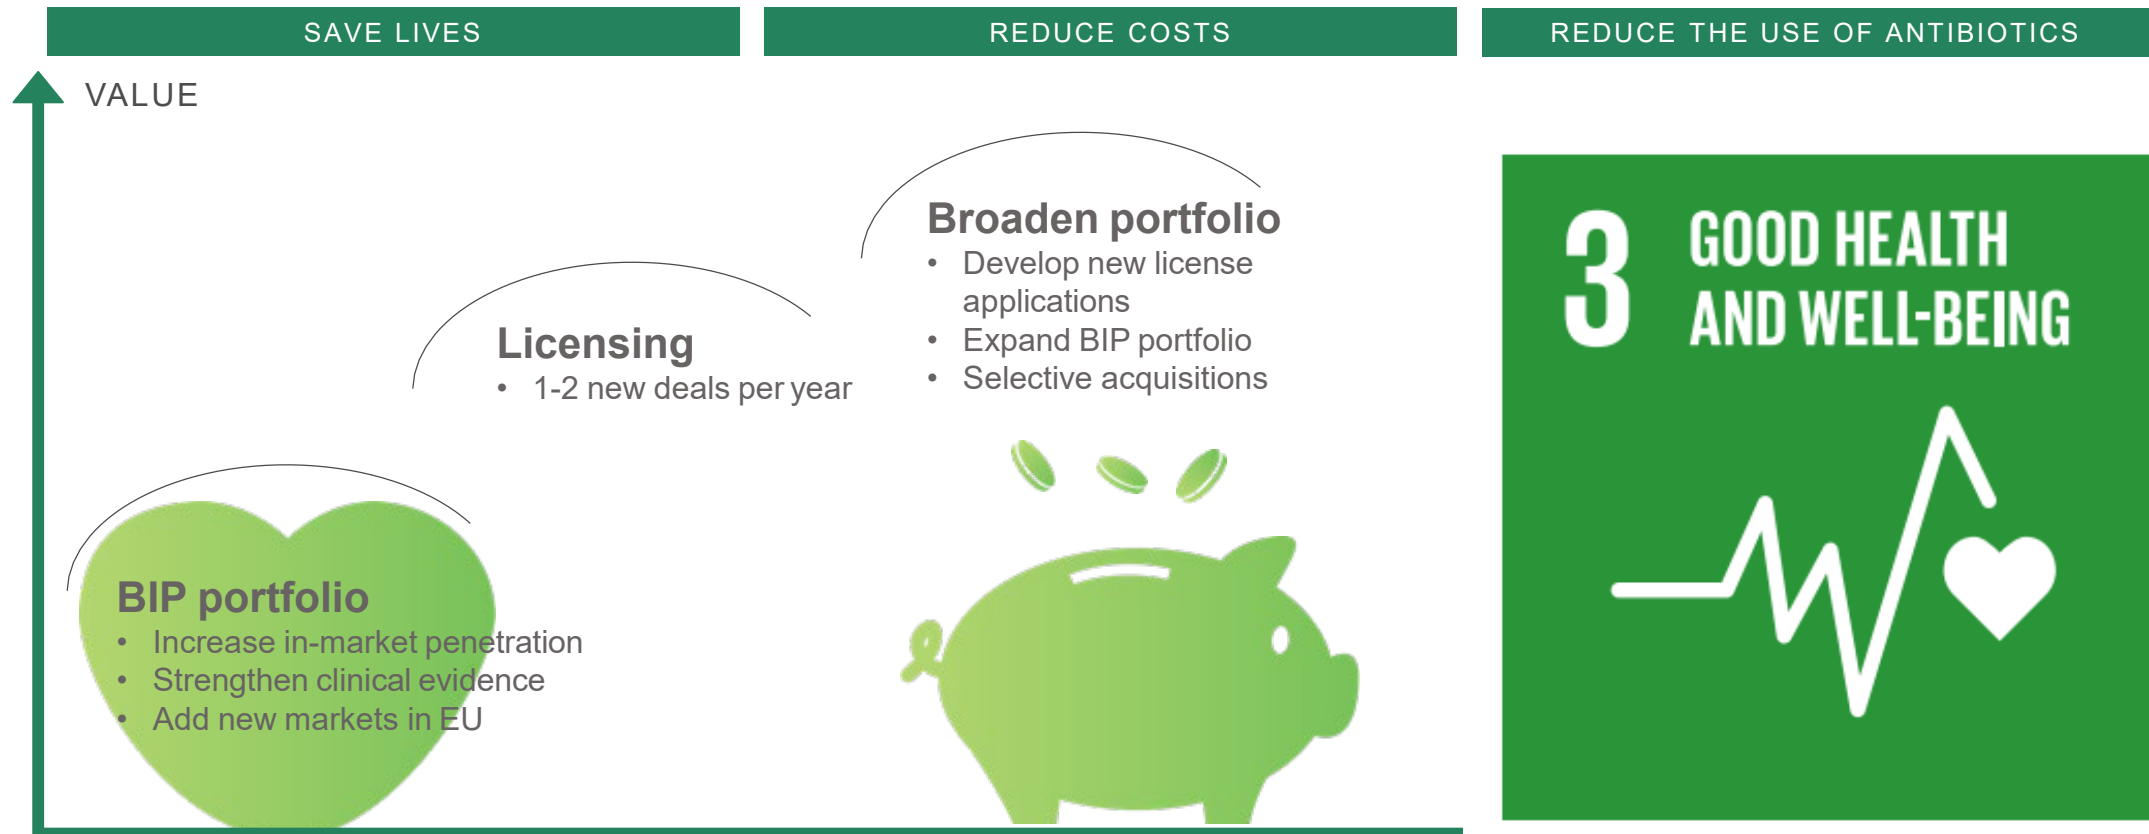 SAVE LIVES
REDUCE COSTS
REDUCE THE USE OF ANTIBIOTICS
VALUE
BIP portfolio
• Increase in-market penetration
• Strengthen clinical evidence
• Add new markets in EU
Licensing
• 1-2 new deals per year
Broaden portfolio
• Develop new license
applications
• Expand BIP portfolio
• Selective acquisitions
3 GOOD HEALTH
AND WELL-BEING